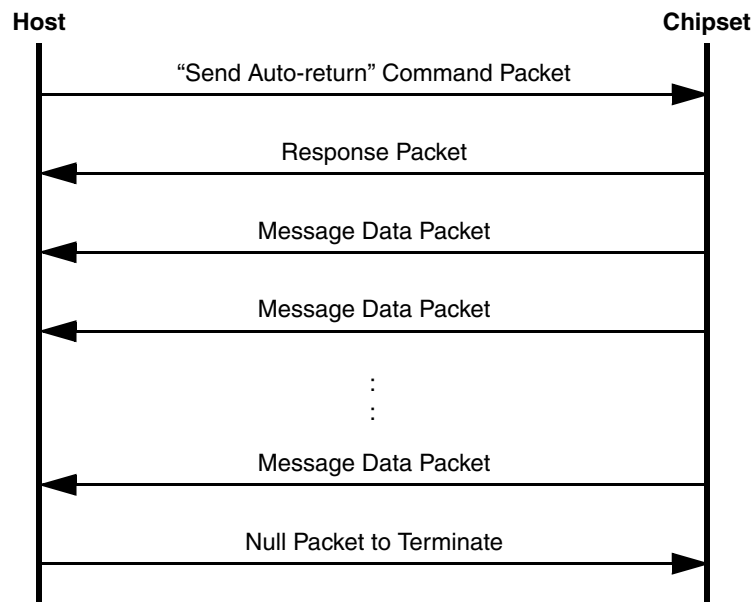 Host
Chipset
“Send Auto-return” Command Packet
Response Packet
Message Data Packet
Message Data Packet
:
:
Message Data Packet
Null Packet to Terminate